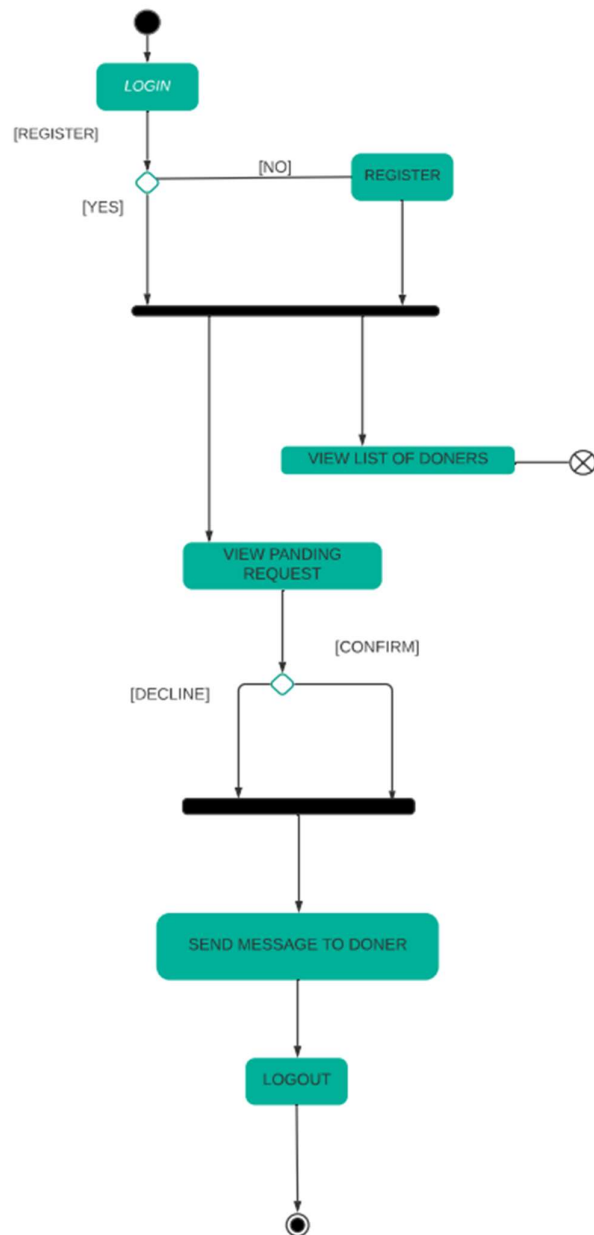 LOGIN
[REGISTER]
[NO]
REGISTER
[YES]
VIEW LIST OF DONERS
VIEW PANDING
REQUEST
[CONFIRM]
[DECLINE]
SEND MESSAGE TO DONER
LOGOUT